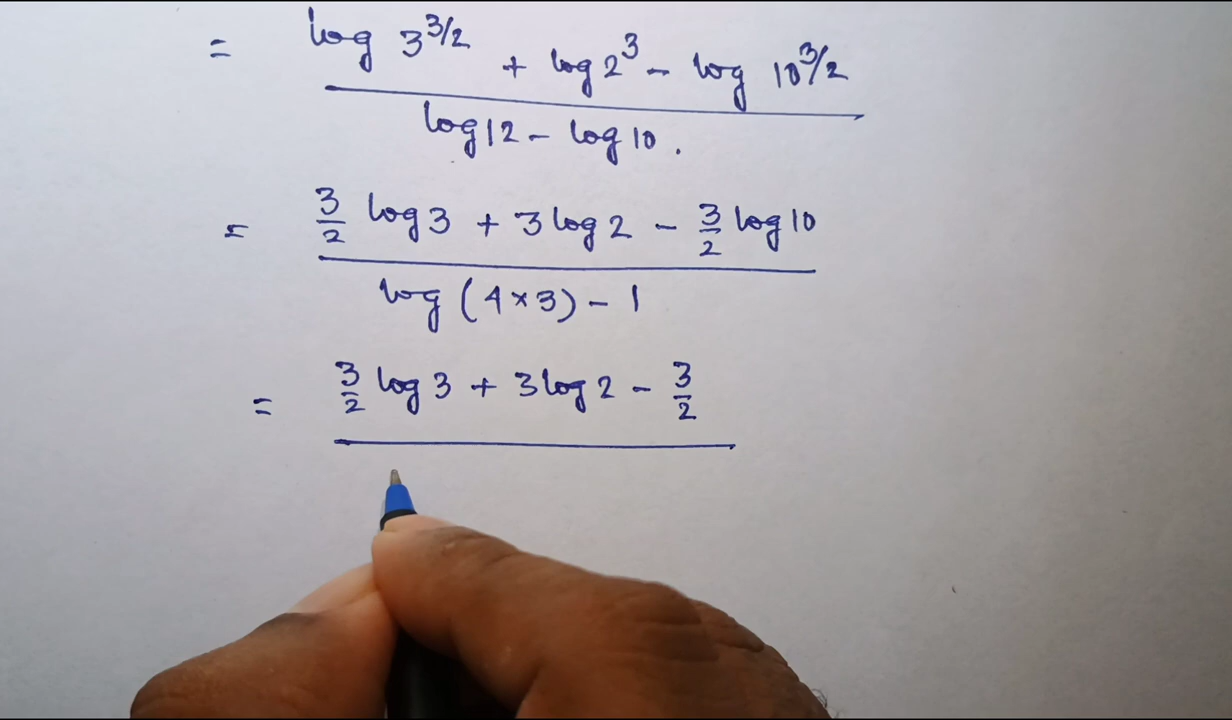 = log 3^3/2 + log 2^3 - log 10^3/2
log 12 - log 10.
= 3/2 log 3 + 3 log 2 - 3/2 log 10
log (4 × 3) - 1
= 3/2 log 3 + 3 log 2 - 3/2